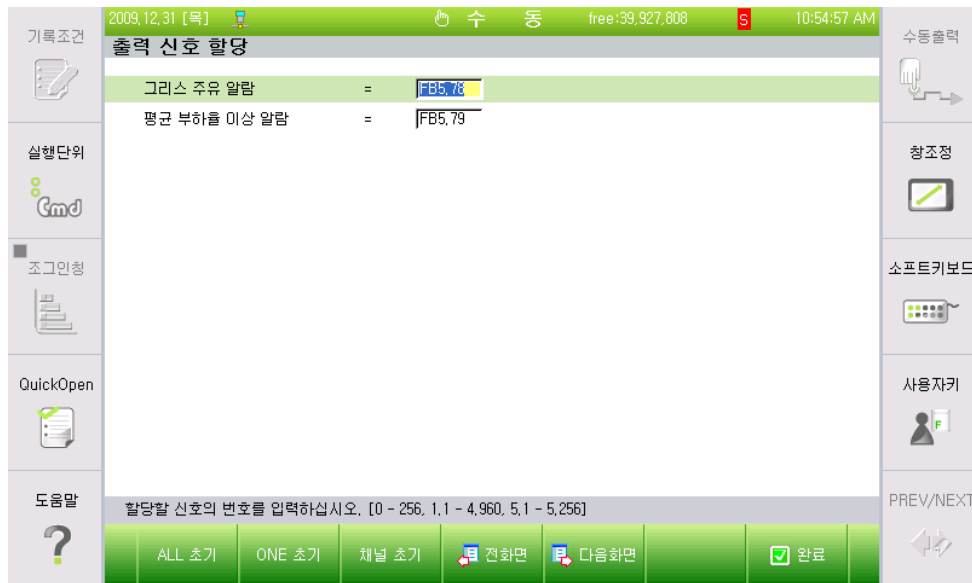 2009,12,31 [목] 수 동 free:39,927,808 S 10:54:57 AM
출력 신호 할당
그리스 주유 알람 = FB5,78
평균 부하율 이상 알람 = FB5,79
할당할 신호의 번호를 입력하십시오, [0 - 256, 1,1 - 4,960, 5,1 - 5,256]
ALL 초기 ONE 초기 채널 초기 전화면 다음화면 완료
기록조건
실행단위
Cmd
조그인칭
QuickOpen
도움말
?
수동출력
창조정
소프트키보드
사용자키
F
PREV/NEXT